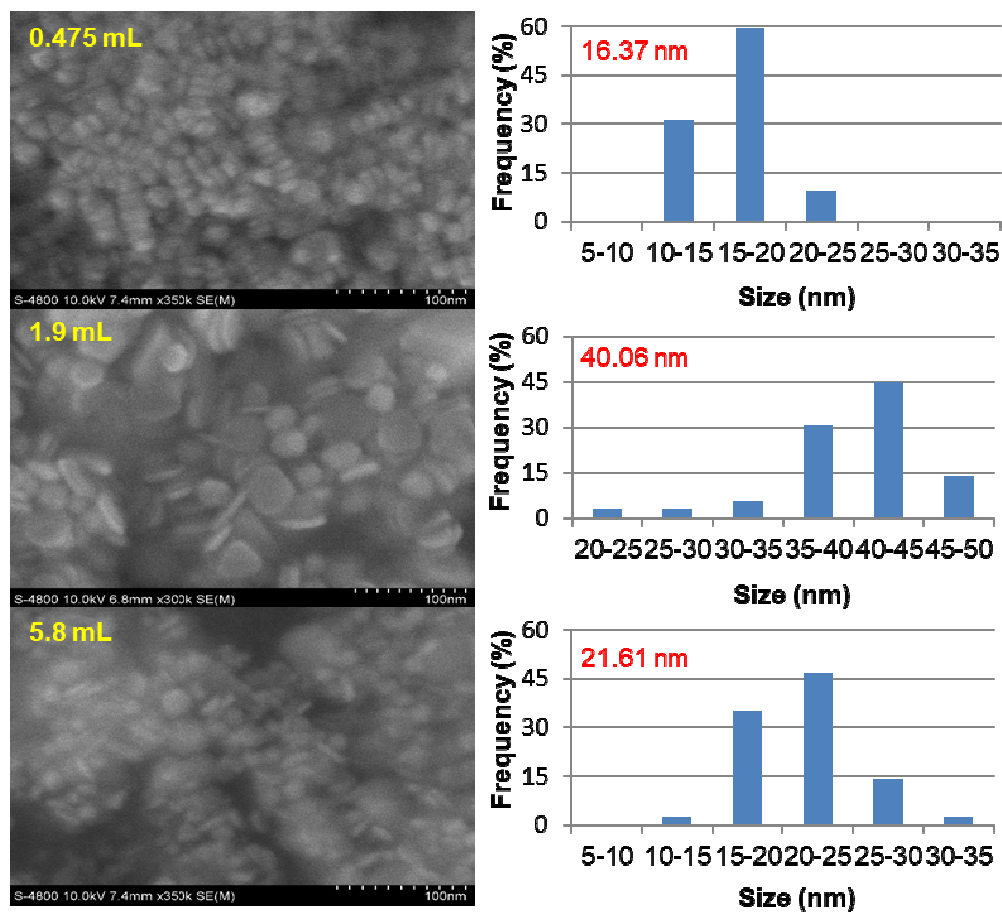 0.475 mL
S-4800 10.0kV 7.4mm x350k SE(M)
100nm
Frequency (%)
60
45
30
15
0
16.37 nm
5-10 10-15 15-20 20-25 25-30 30-35
Size (nm)
1.9 mL
S-4800 10.0kV 6.8mm x300k SE(M)
100nm
Frequency (%)
60
45
30
15
0
40.06 nm
20-25 25-30 30-35 35-40 40-45 45-50
Size (nm)
5.8 mL
S-4800 10.0kV 7.4mm x350k SE(M)
100nm
Frequency (%)
60
45
30
15
0
21.61 nm
5-10 10-15 15-20 20-25 25-30 30-35
Size (nm)